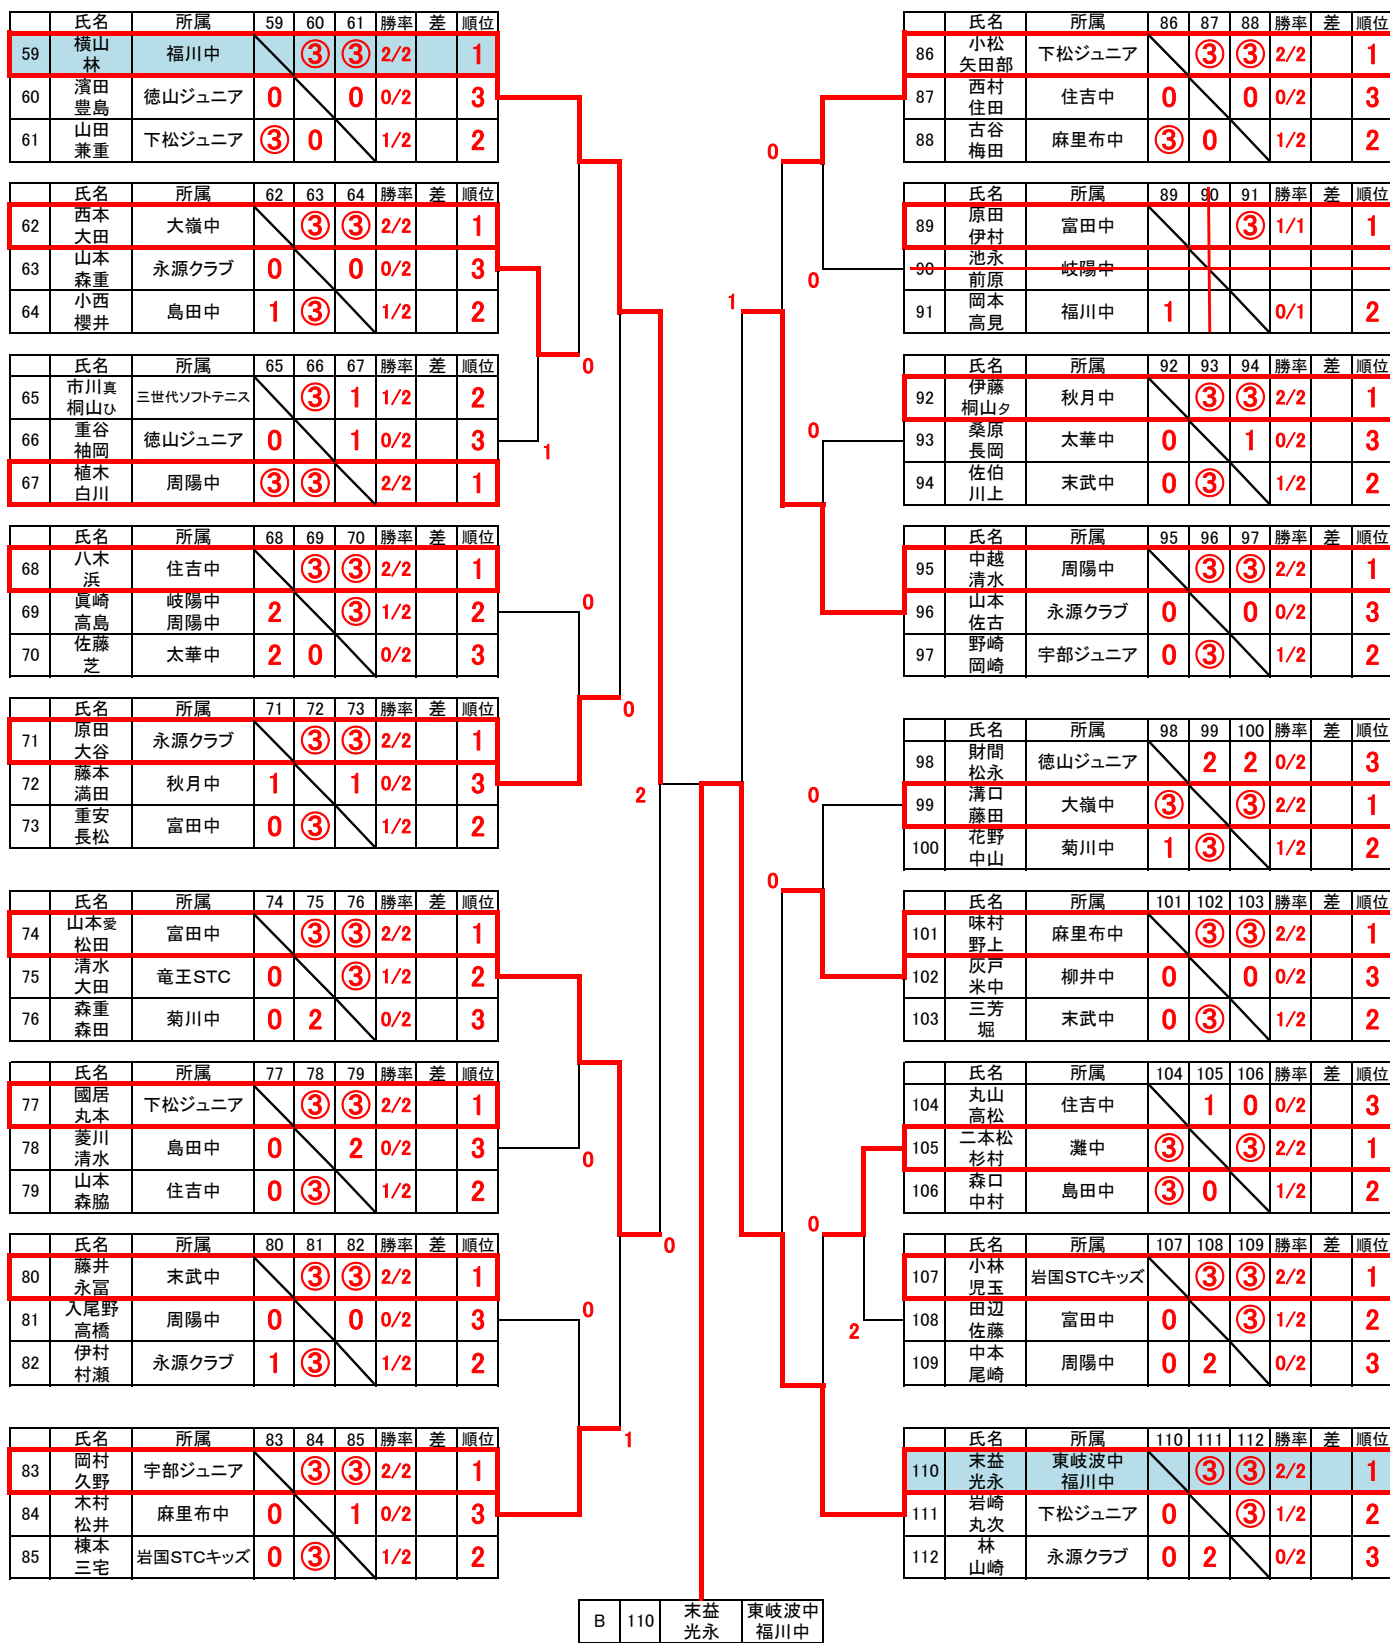 氏名 所属 59 60 61 勝率 差 順位
59 横山 林 福川中 ③ ③ 2/2 1
60 濱田 豊島 徳山ジュニア 0 0 0/2 3
61 山田 兼重 下松ジュニア ③ 0 1/2 2
氏名 所属 62 63 64 勝率 差 順位
62 西本 大田 大嶺中 ③ ③ 2/2 1
63 山本 森重 永源クラブ 0 0 0/2 3
64 小西 櫻井 島田中 1 ③ 1/2 2
氏名 所属 65 66 67 勝率 差 順位
65 市川真 桐山ひ 三世代ソフトテニス ③ 1 1/2 2
66 重谷 袖岡 徳山ジュニア 0 1 0/2 3
67 植木 白川 周陽中 ③ ③ 2/2 1
氏名 所属 68 69 70 勝率 差 順位
68 八木 浜 住吉中 ③ ③ 2/2 1
69 眞崎 高島 岐陽中 周陽中 2 ③ 1/2 2
70 佐藤 芝 太華中 2 0 0/2 3
氏名 所属 71 72 73 勝率 差 順位
71 原田 大谷 永源クラブ ③ ③ 2/2 1
72 藤本 満田 秋月中 1 1 0/2 3
73 重安 長松 富田中 0 ③ 1/2 2
氏名 所属 74 75 76 勝率 差 順位
74 山本愛 松田 富田中 ③ ③ 2/2 1
75 清水 大田 竜王STC 0 ③ 1/2 2
76 森重 森田 菊川中 0 2 0/2 3
氏名 所属 77 78 79 勝率 差 順位
77 國居 丸本 下松ジュニア ③ ③ 2/2 1
78 菱川 清水 島田中 0 2 0/2 3
79 山本 森脇 住吉中 0 ③ 1/2 2
氏名 所属 80 81 82 勝率 差 順位
80 藤井 永冨 末武中 ③ ③ 2/2 1
81 入尾野 高橋 周陽中 0 0 0/2 3
82 伊村 村瀬 永源クラブ 1 ③ 1/2 2
氏名 所属 83 84 85 勝率 差 順位
83 岡村 久野 宇部ジュニア ③ ③ 2/2 1
84 木村 松井 麻里布中 0 1 0/2 3
85 棟本 三宅 岩国STCキッズ 0 ③ 1/2 2
0
1
0
0
2
0
0
0
1
0
0
1
0
0
0
0
2
氏名 所属 86 87 88 勝率 差 順位
86 小松 矢田部 下松ジュニア ③ ③ 2/2 1
87 西村 住田 住吉中 0 0 0/2 3
88 古谷 梅田 麻里布中 ③ 0 1/2 2
氏名 所属 89 90 91 勝率 差 順位
89 原田 伊村 富田中 ③ 1/1 1
90 池永 前原 岐陽中
91 岡本 高見 福川中 1 0/1 2
氏名 所属 92 93 94 勝率 差 順位
92 伊藤 桐山夕 秋月中 ③ ③ 2/2 1
93 桑原 長岡 太華中 0 1 0/2 3
94 佐伯 川上 末武中 0 ③ 1/2 2
氏名 所属 95 96 97 勝率 差 順位
95 中越 清水 周陽中 ③ ③ 2/2 1
96 山本 佐古 永源クラブ 0 0 0/2 3
97 野崎 岡崎 宇部ジュニア 0 ③ 1/2 2
氏名 所属 98 99 100 勝率 差 順位
98 財間 松永 徳山ジュニア 2 2 0/2 3
99 溝口 藤田 大嶺中 ③ ③ 2/2 1
100 花野 中山 菊川中 1 ③ 1/2 2
氏名 所属 101 102 103 勝率 差 順位
101 味村 野上 麻里布中 ③ ③ 2/2 1
102 灰戸 米中 柳井中 0 0 0/2 3
103 三芳 堀 末武中 0 ③ 1/2 2
氏名 所属 104 105 106 勝率 差 順位
104 丸山 高松 住吉中 1 0 0/2 3
105 二本松 杉村 灘中 ③ ③ 2/2 1
106 森口 中村 島田中 ③ 0 1/2 2
氏名 所属 107 108 109 勝率 差 順位
107 小林 児玉 岩国STCキッズ ③ ③ 2/2 1
108 田辺 佐藤 富田中 0 ③ 1/2 2
109 中本 尾崎 周陽中 0 2 0/2 3
氏名 所属 110 111 112 勝率 差 順位
110 末益 光永 東岐波中 福川中 ③ ③ 2/2 1
111 岩崎 丸次 下松ジュニア 0 ③ 1/2 2
112 林 山崎 永源クラブ 0 2 0/2 3
B 110 末益 光永 東岐波中 福川中